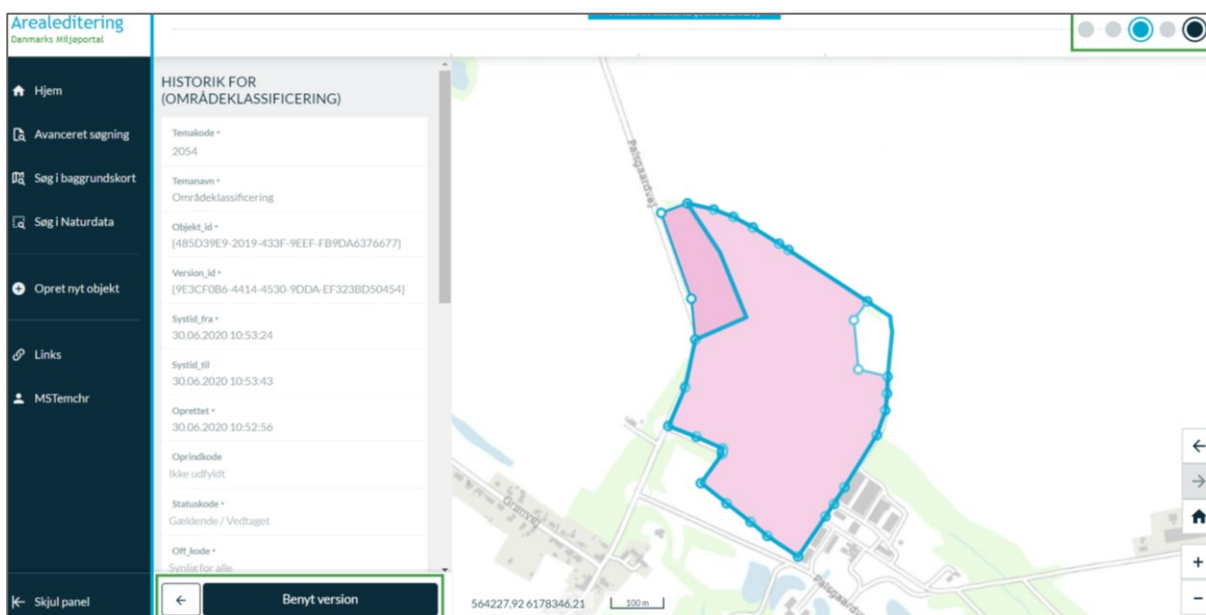 Arealeditering
Danmarks Miljøportal
Hjem
Avanceret søgning
Søg i baggrundskort
Søg i Naturdata
Opret nyt objekt
Links
MSTemchr
Skjul panel
HISTORIK FOR
(OMRÅDEKLASSIFICERING)
Temakode *
2054
Temanavn *
Områdeklassificering
Objekt_id *
{485D39E9-2019-433F-9EEF-FB9DA6376677}
Version_id *
{9E3CF0B6-4414-4530-9DDA-EF323BD50454}
Systid_fra *
30.06.2020 10:53:24
Systid_til
30.06.2020 10:53:43
Oprettet *
30.06.2020 10:52:56
Oprindkode
Ikke udfyldt
Statuskode *
Gældende / Vedtaget
Off_kode *
Synlig for alle
Benyt version
Palsgaardvej
Grønvej
Palsgaardvej
564227,92 6178346,21
100 m